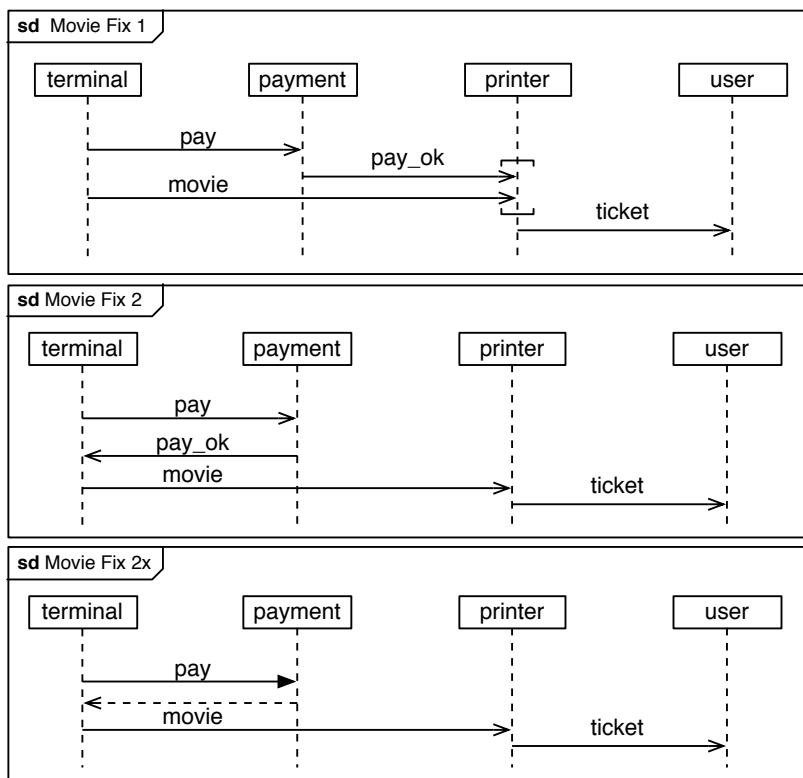 sd Movie Fix 1
terminal payment printer user
pay
pay_ok
movie
ticket
sd Movie Fix 2
terminal payment printer user
pay
pay_ok
movie
ticket
sd Movie Fix 2x
terminal payment printer user
pay
movie
ticket